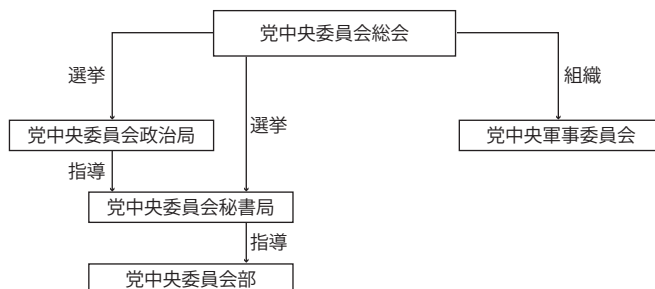 党中央委員会総会
選挙
組織
選挙
党中央委員会政治局
党中央軍事委員会
指導
党中央委員会秘書局
指導
党中央委員会部